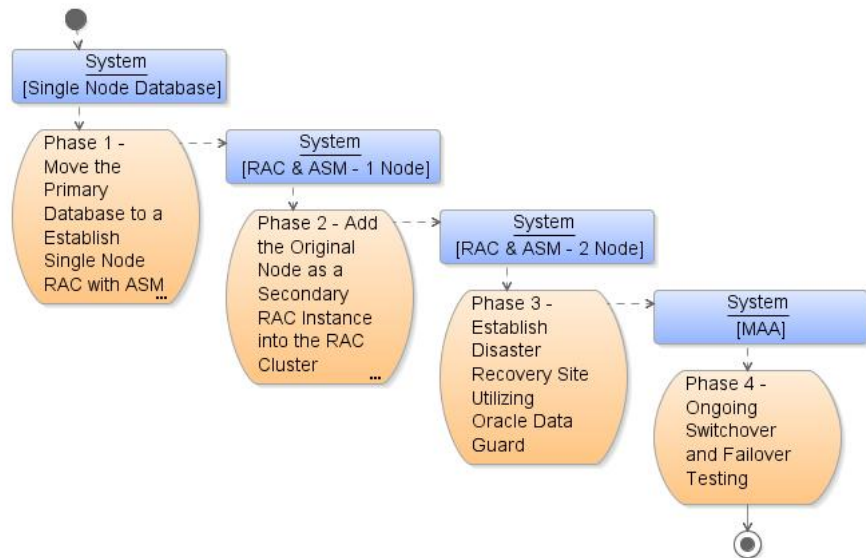 System
[Single Node Database]
Phase 1 -
Move the
Primary
Database to a
Establish
Single Node
RAC with ASM
...
System
[RAC & ASM - 1 Node]
Phase 2 - Add
the Original
Node as a
Secondary
RAC Instance
into the RAC
Cluster
...
System
[RAC & ASM - 2 Node]
Phase 3 -
Establish
Disaster
Recovery Site
Utilizing
Oracle Data
Guard
System
[MAA]
Phase 4 -
Ongoing
Switchover
and Failover
Testing